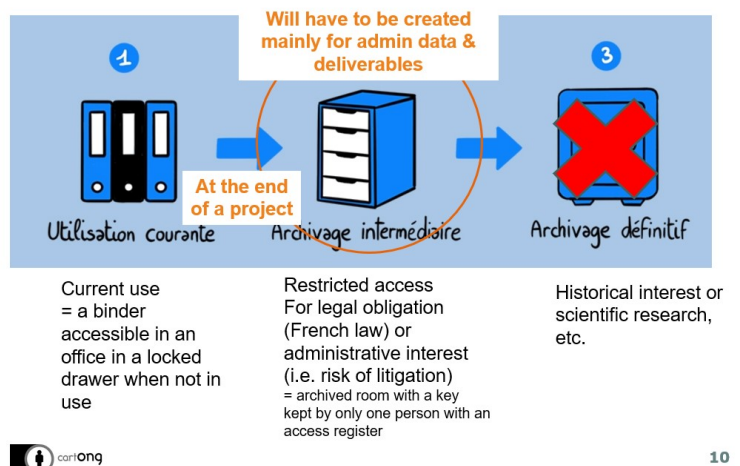 Will have to be created
mainly for admin data &
deliverables
1
3
At the end
of a project
Utilisation courante
Archivage intermédiaire
Archivage définitif
Current use
= a binder
accessible in an
office in a locked
drawer when not in
use
Restricted access
For legal obligation
(French law) or
administrative interest
(i.e. risk of litigation)
= archived room with a key
kept by only one person with an
access register
Historical interest or
scientific research,
etc.
cartong
10